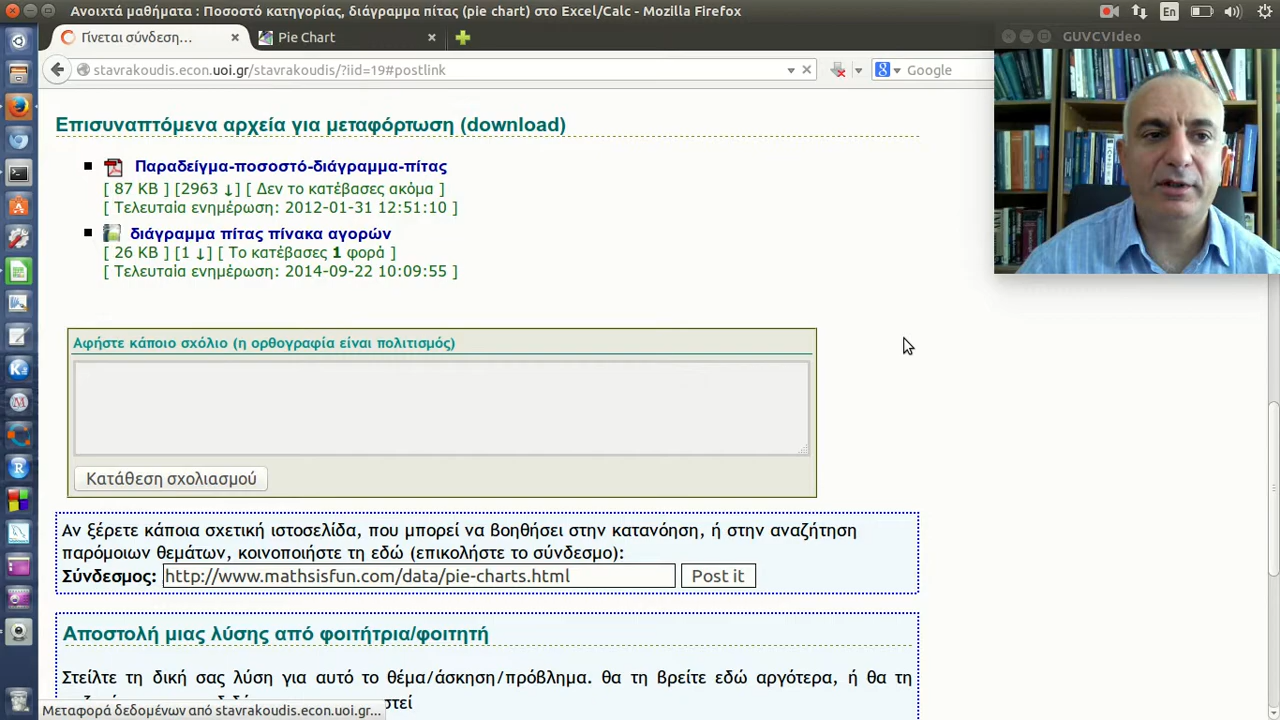 Ανοιχτά μαθήματα : Ποσοστό κατηγορίας, διάγραμμα πίτας (pie chart) στο Excel/Calc - Mozilla Firefox
En
Γίνεται σύνδεση…
Pie Chart
GUVCVIdeo
stavrakoudis.econ.uoi.gr/stavrakoudis/?iid=19#postlink
Google
Επισυναπτόμενα αρχεία για μεταφόρτωση (download)
Παραδείγμα-ποσοστό-διάγραμμα-πίτας
[ 87 KB ] [2963 ↓] [ Δεν το κατέβασες ακόμα ]
[ Τελευταία ενημέρωση: 2012-01-31 12:51:10 ]
διάγραμμα πίτας πίνακα αγορών
[ 26 KB ] [1 ↓] [ Το κατέβασες 1 φορά ]
[ Τελευταία ενημέρωση: 2014-09-22 10:09:55 ]
Αφήστε κάποιο σχόλιο (η ορθογραφία είναι πολιτισμός)
Κατάθεση σχολιασμού
Αν ξέρετε κάποια σχετική ιστοσελίδα, που μπορεί να βοηθήσει στην κατανόηση, ή στην αναζήτηση
παρόμοιων θεμάτων, κοινοποιήστε τη εδώ (επικολήστε το σύνδεσμο):
Σύνδεσμος: http://www.mathsisfun.com/data/pie-charts.html Post it
Αποστολή μιας λύσης από φοιτήτρια/φοιτητή
Στείλτε τη δική σας λύση για αυτό το θέμα/άσκηση/πρόβλημα. θα τη βρείτε εδώ αργότερα, ή θα τη
Μεταφορά δεδομένων από stavrakoudis.econ.uoi.gr...